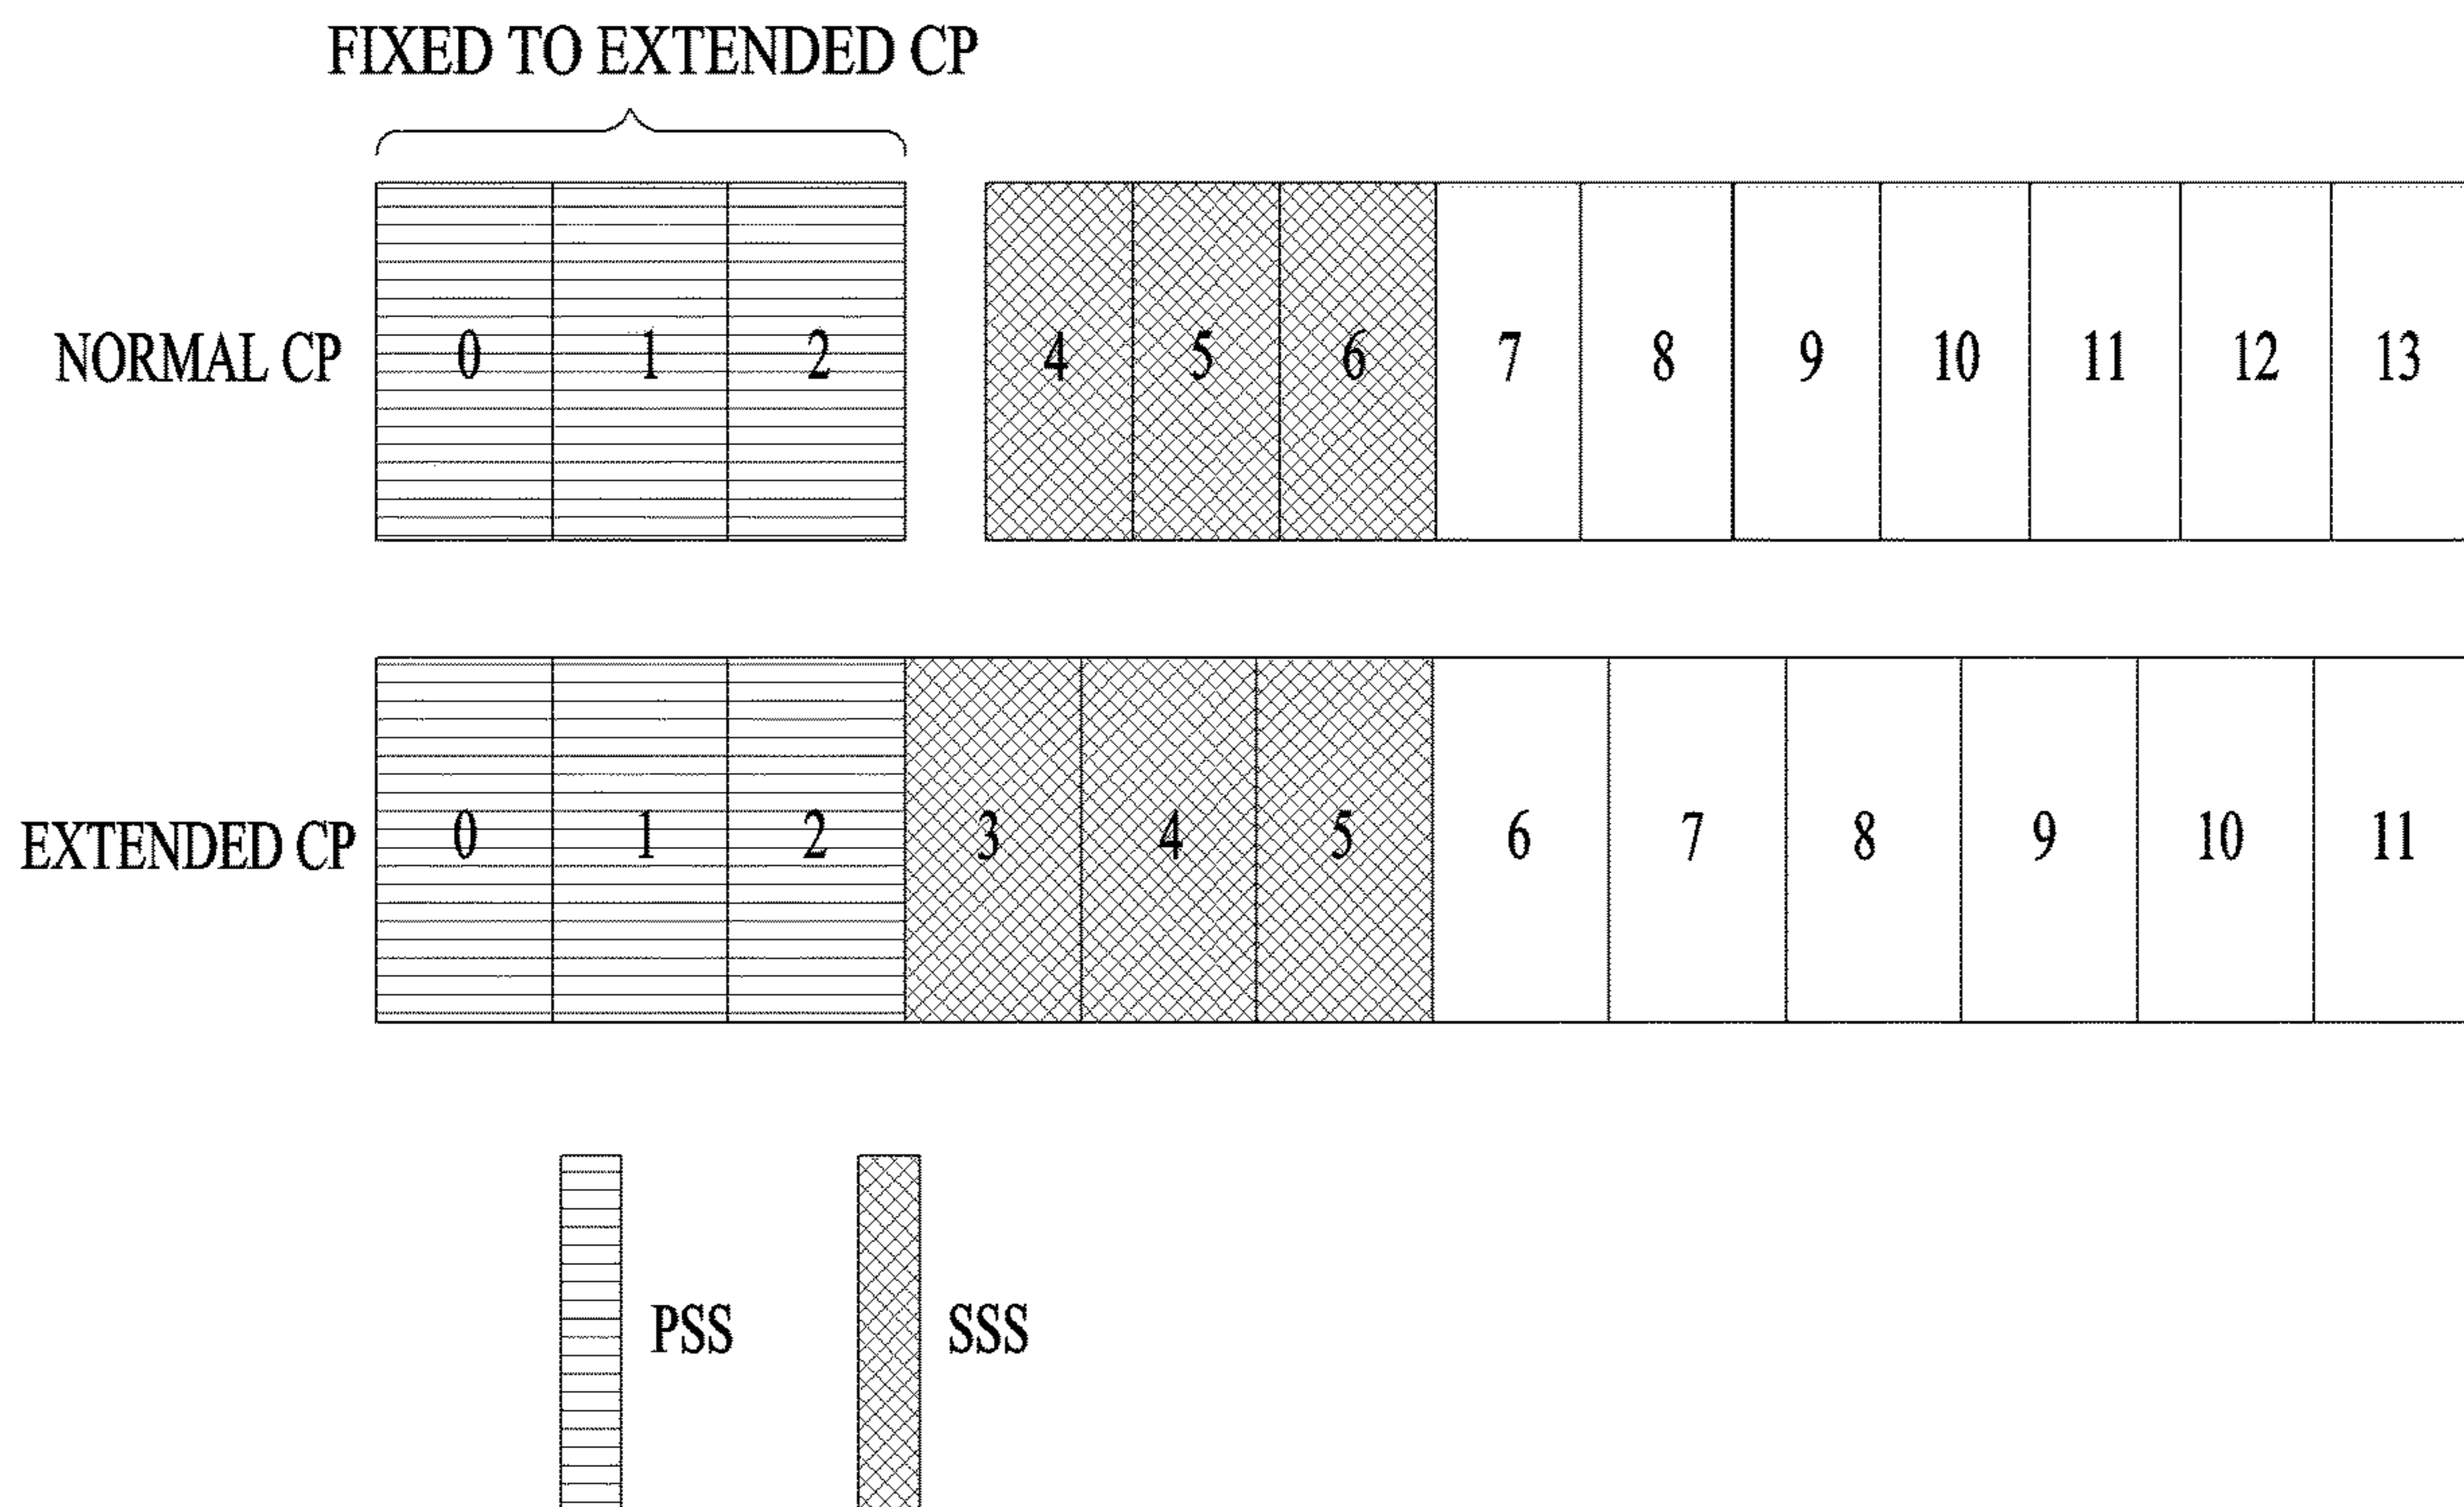 FIXED TO EXTENDED CP
NORMAL CP 0 1 2 4 5 6 7 8 9 10 11 12 13
EXTENDED CP 0 1 2 3 4 5 6 7 8 9 10 11
PSS SSS